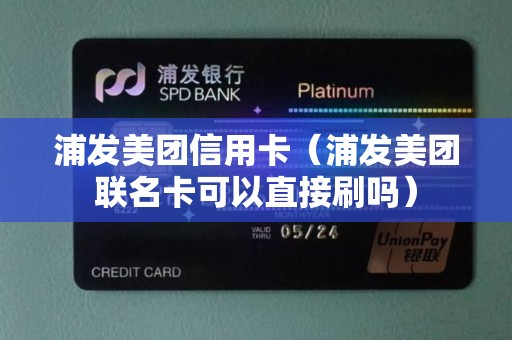 浦发银行
SPD BANK
Platinum
浦发美团信用卡（浦发美团
联名卡可以直接刷吗）
6222
MONTH/YEAR
VALID
THRU
05/24
UnionPay
银联
CREDIT CARD